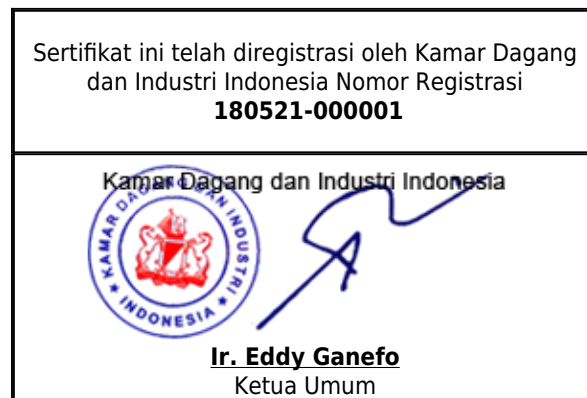 Sertifikat ini telah diregistrasi oleh Kamar Dagang
dan Industri Indonesia Nomor Registrasi
180521-000001
Kamar Dagang dan Industri Indonesia
KAMAR DAGANG DAN INDUSTRI
INDONESIA
Ir. Eddy Ganefo
Ketua Umum